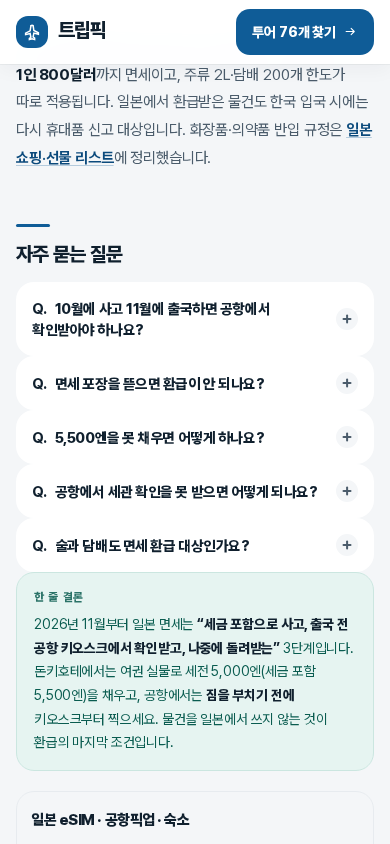 트립픽
투어 76개 찾기 →
1인 800달러까지 면세이고, 주류 2L·담배 200개 한도가
따로 적용됩니다. 일본에서 환급받은 물건도 한국 입국 시에는
다시 휴대품 신고 대상입니다. 화장품·의약품 반입 규정은 일본
쇼핑·선물 리스트에 정리했습니다.
자주 묻는 질문
Q. 10월에 사고 11월에 출국하면 공항에서
확인받아야 하나요?
+
Q. 면세 포장을 뜯으면 환급이 안 되나요?
+
Q. 5,500엔을 못 채우면 어떻게 하나요?
+
Q. 공항에서 세관 확인을 못 받으면 어떻게 되나요?
+
Q. 술과 담배도 면세 환급 대상인가요?
+
한 줄 결론
2026년 11월부터 일본 면세는 “세금 포함으로 사고, 출국 전
공항 키오스크에서 확인받고, 나중에 돌려받는” 3단계입니다.
돈키호테에서는 여권 실물로 세전 5,000엔(세금 포함
5,500엔)을 채우고, 공항에서는 짐을 부치기 전에
키오스크부터 찍으세요. 물건을 일본에서 쓰지 않는 것이
환급의 마지막 조건입니다.
일본 eSIM · 공항픽업 · 숙소